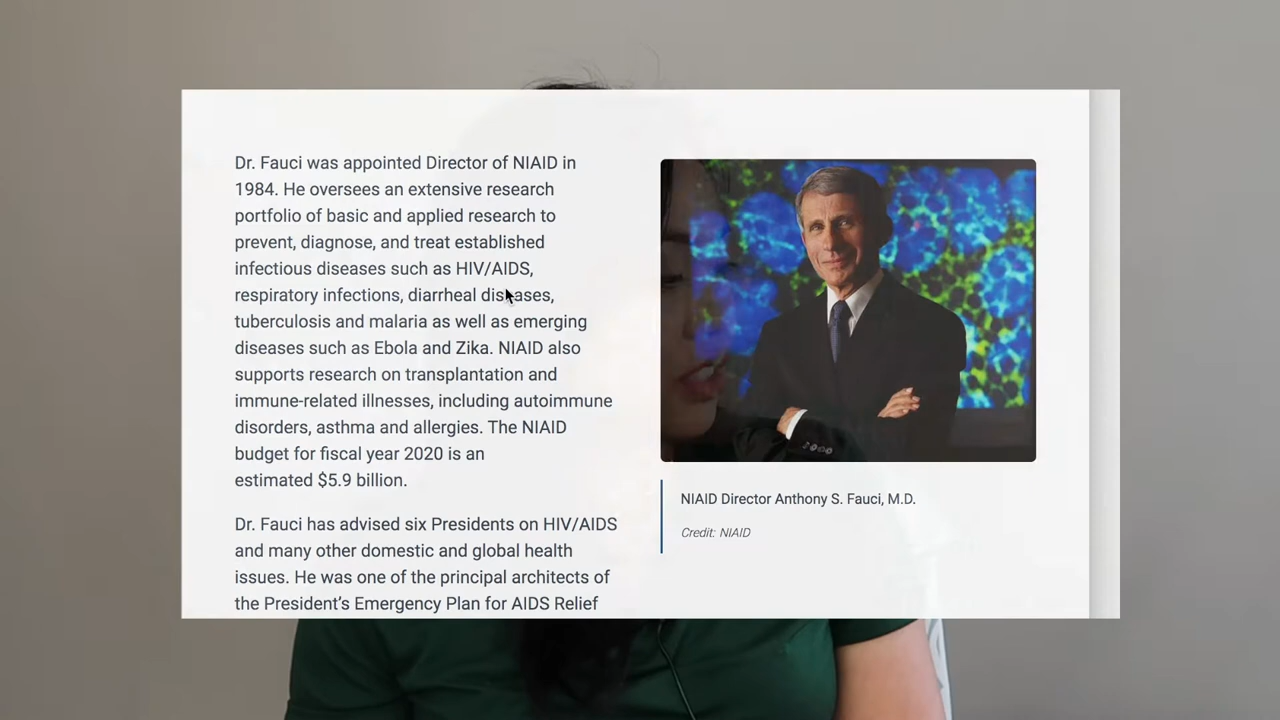 Dr. Fauci was appointed Director of NIAID in
1984. He oversees an extensive research
portfolio of basic and applied research to
prevent, diagnose, and treat established
infectious diseases such as HIV/AIDS,
respiratory infections, diarrheal diseases,
tuberculosis and malaria as well as emerging
diseases such as Ebola and Zika. NIAID also
supports research on transplantation and
immune-related illnesses, including autoimmune
disorders, asthma and allergies. The NIAID
budget for fiscal year 2020 is an
estimated $5.9 billion.
Dr. Fauci has advised six Presidents on HIV/AIDS
and many other domestic and global health
issues. He was one of the principal architects of
the President’s Emergency Plan for AIDS Relief
NIAID Director Anthony S. Fauci, M.D.
Credit: NIAID